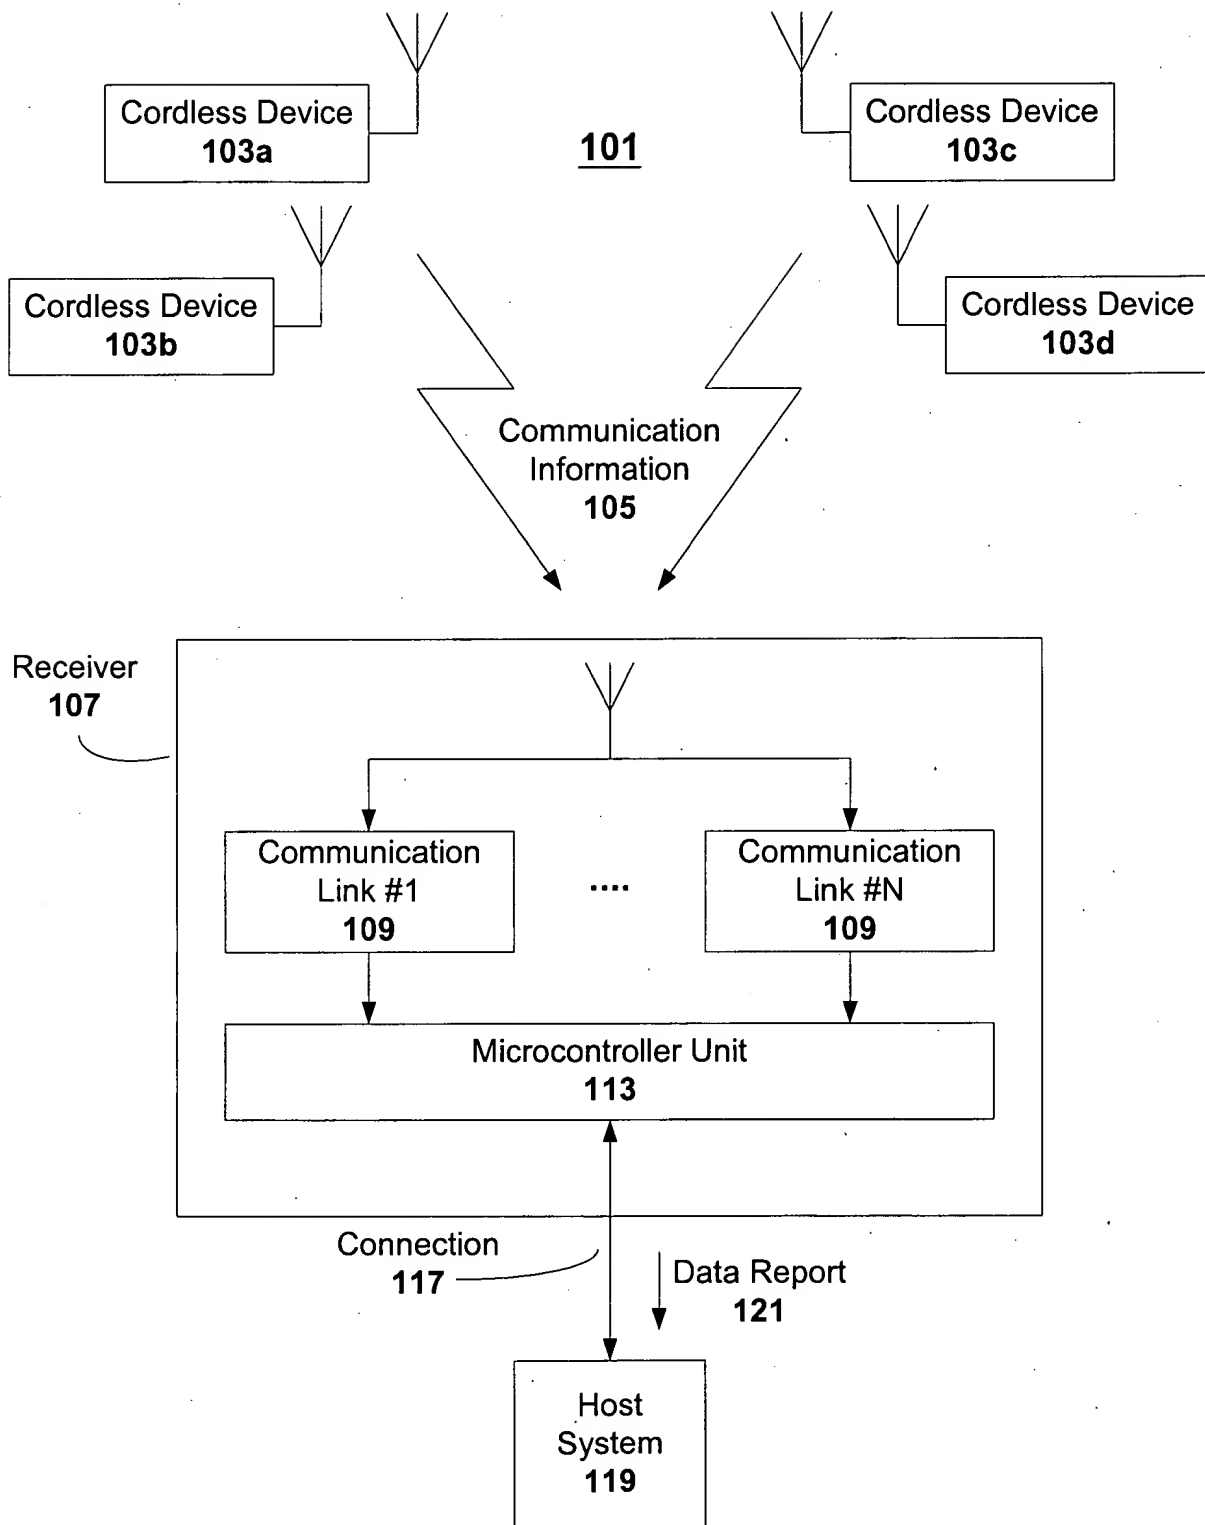 Cordless Device
103a
101
Cordless Device
103c
Cordless Device
103b
Cordless Device
103d
Communication
Information
105
Receiver
107
Communication
Link #1
109
....
Communication
Link #N
109
Microcontroller Unit
113
Connection
117
Data Report
121
Host
System
119